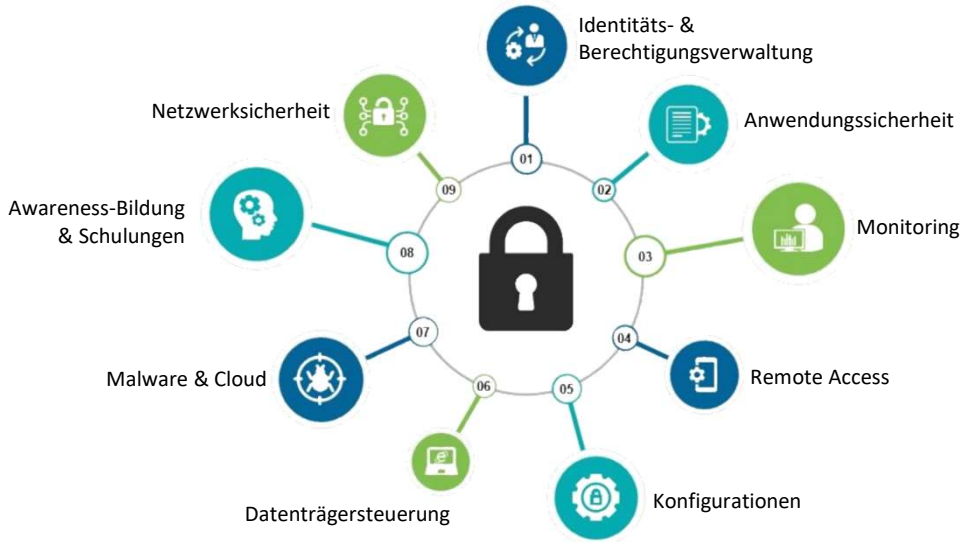 Identitäts- &
Berechtigungsverwaltung
01
Anwendungssicherheit
02
Monitoring
03
Remote Access
04
Konfigurationen
05
Datenträgersteuerung
06
Malware & Cloud
07
Awareness-Bildung
& Schulungen
08
Netzwerksicherheit
09